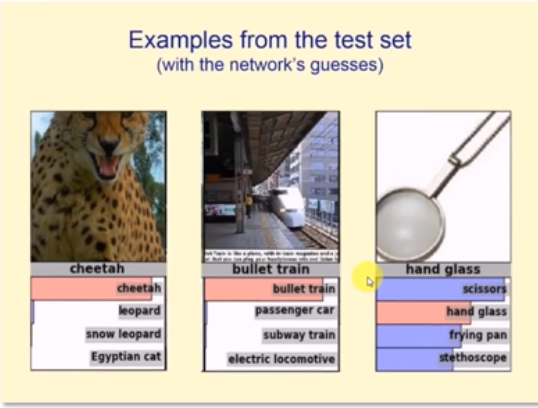 Examples from the test set
(with the network's guesses)
cheetah
cheetah
leopard
snow leopard
Egyptian cat
bullet train
bullet train
passenger car
subway train
electric locomotive
hand glass
scissors
hand glass
frying pan
stethoscope